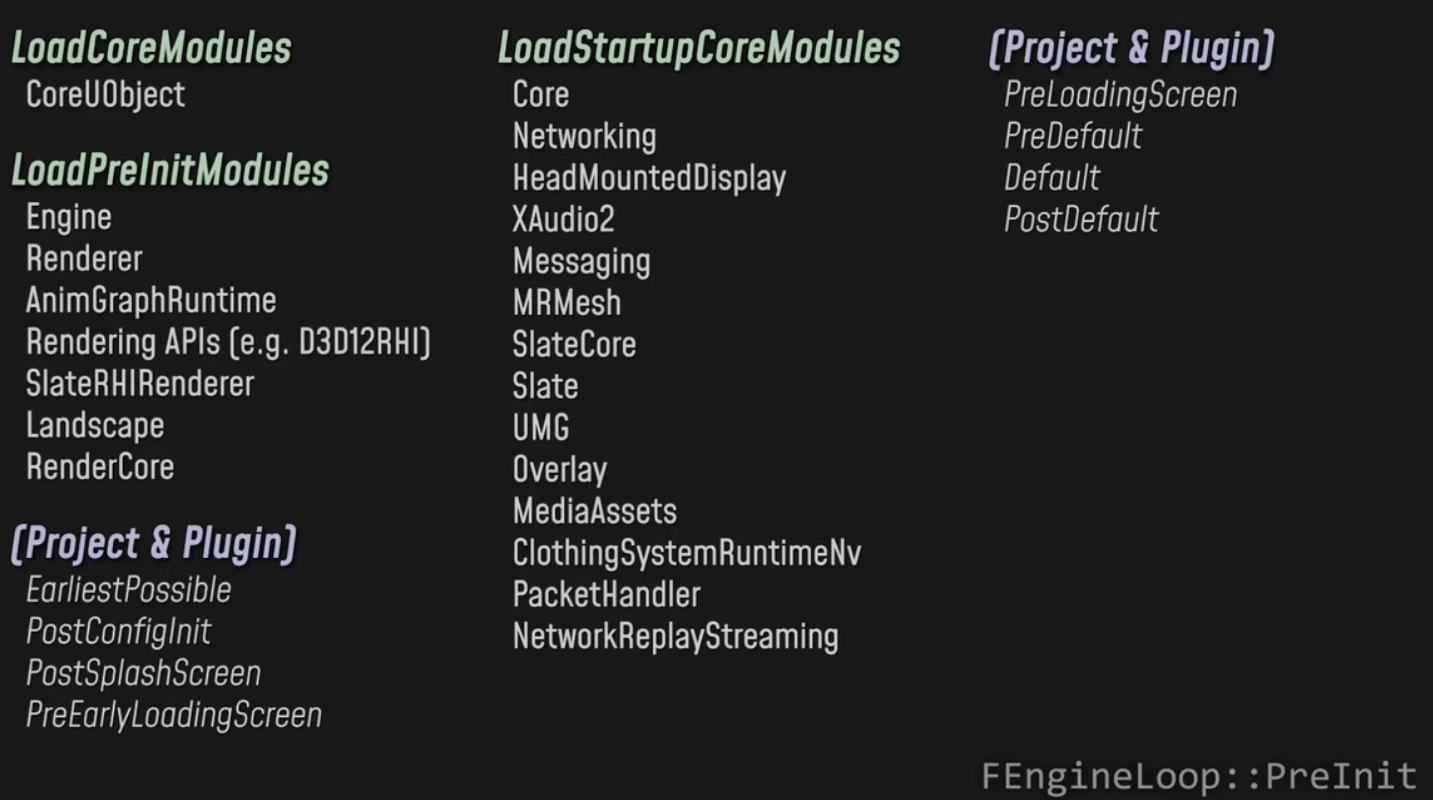 LoadCoreModules
CoreUObject
LoadPreInitModules
Engine
Renderer
AnimGraphRuntime
Rendering APIs (e.g. D3D12RHI)
SlateRHIRenderer
Landscape
RenderCore
(Project & Plugin)
EarliestPossible
PostConfigInit
PostSplashScreen
PreEarlyLoadingScreen
LoadStartupCoreModules
Core
Networking
HeadMountedDisplay
XAudio2
Messaging
MRMesh
SlateCore
Slate
UMG
Overlay
MediaAssets
ClothingSystemRuntimeNv
PacketHandler
NetworkReplayStreaming
(Project & Plugin)
PreLoadingScreen
PreDefault
Default
PostDefault
FEngineLoop::PreInit